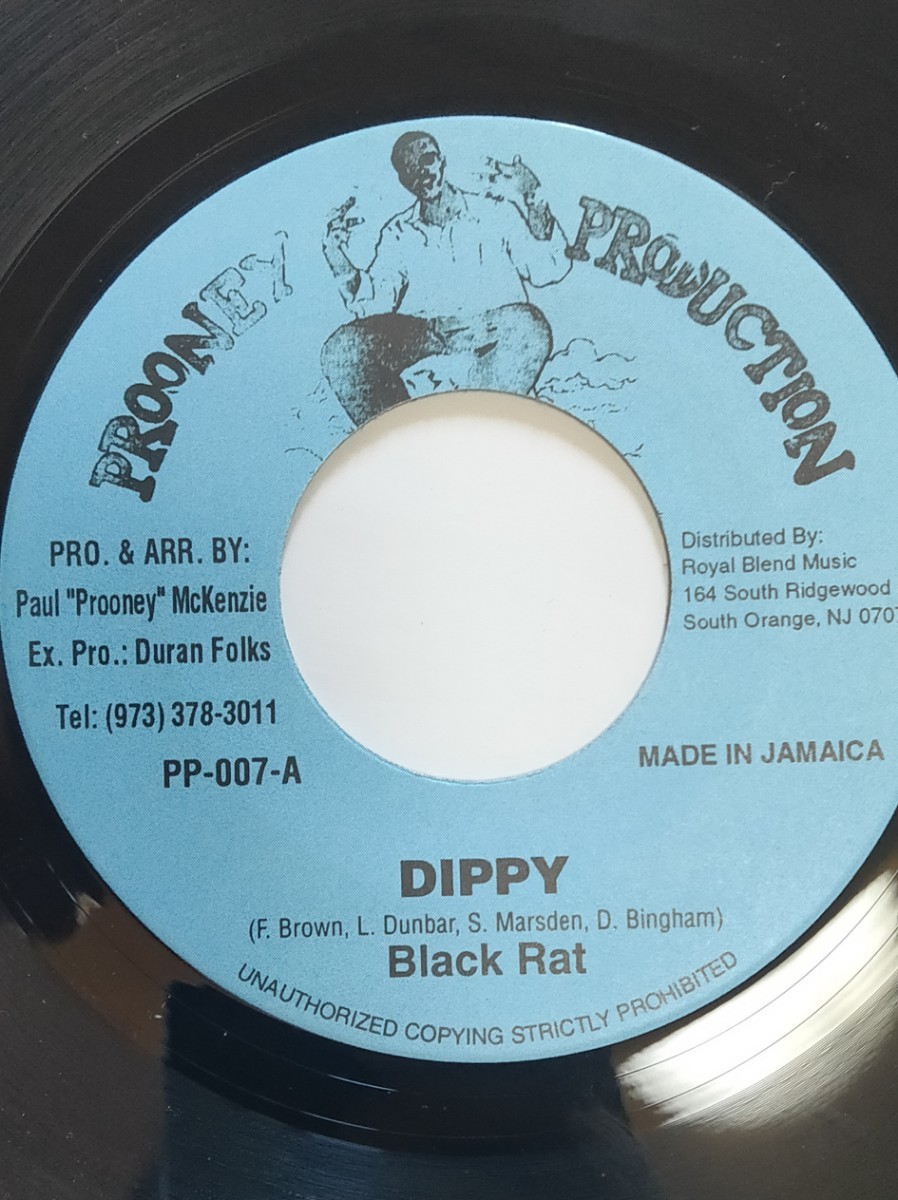 PROONEY PRODUCTION
PRO. & ARR. BY:
Paul "Prooney" McKenzie
Ex. Pro.: Duran Folks
Tel: (973) 378-3011
PP-007-A
Distributed By:
Royal Blend Music
164 South Ridgewood
South Orange, NJ 0707
MADE IN JAMAICA
DIPPY
(F. Brown, L. Dunbar, S. Marsden, D. Bingham)
Black Rat
UNAUTHORIZED COPYING STRICTLY PROHIBITED